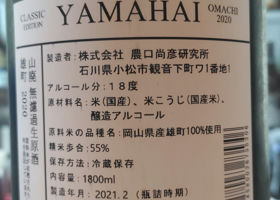 CLASSIC EDITION
YAMAHAI
OMACHI 2020
山廃 無濾過生原酒
雄町 2020
製造者：株式会社 農口尚彦研究所
石川県小松市観音下町ワ1番地1
アルコール分：18度
原材料名：米(国産)、米こうじ(国産米)、
醸造アルコール
原料米の品種名：岡山県産雄町100%使用
精米歩合：55%
保存方法：冷蔵保存
内容量：1800ml
製造年月：2021.2 (瓶詰時期)